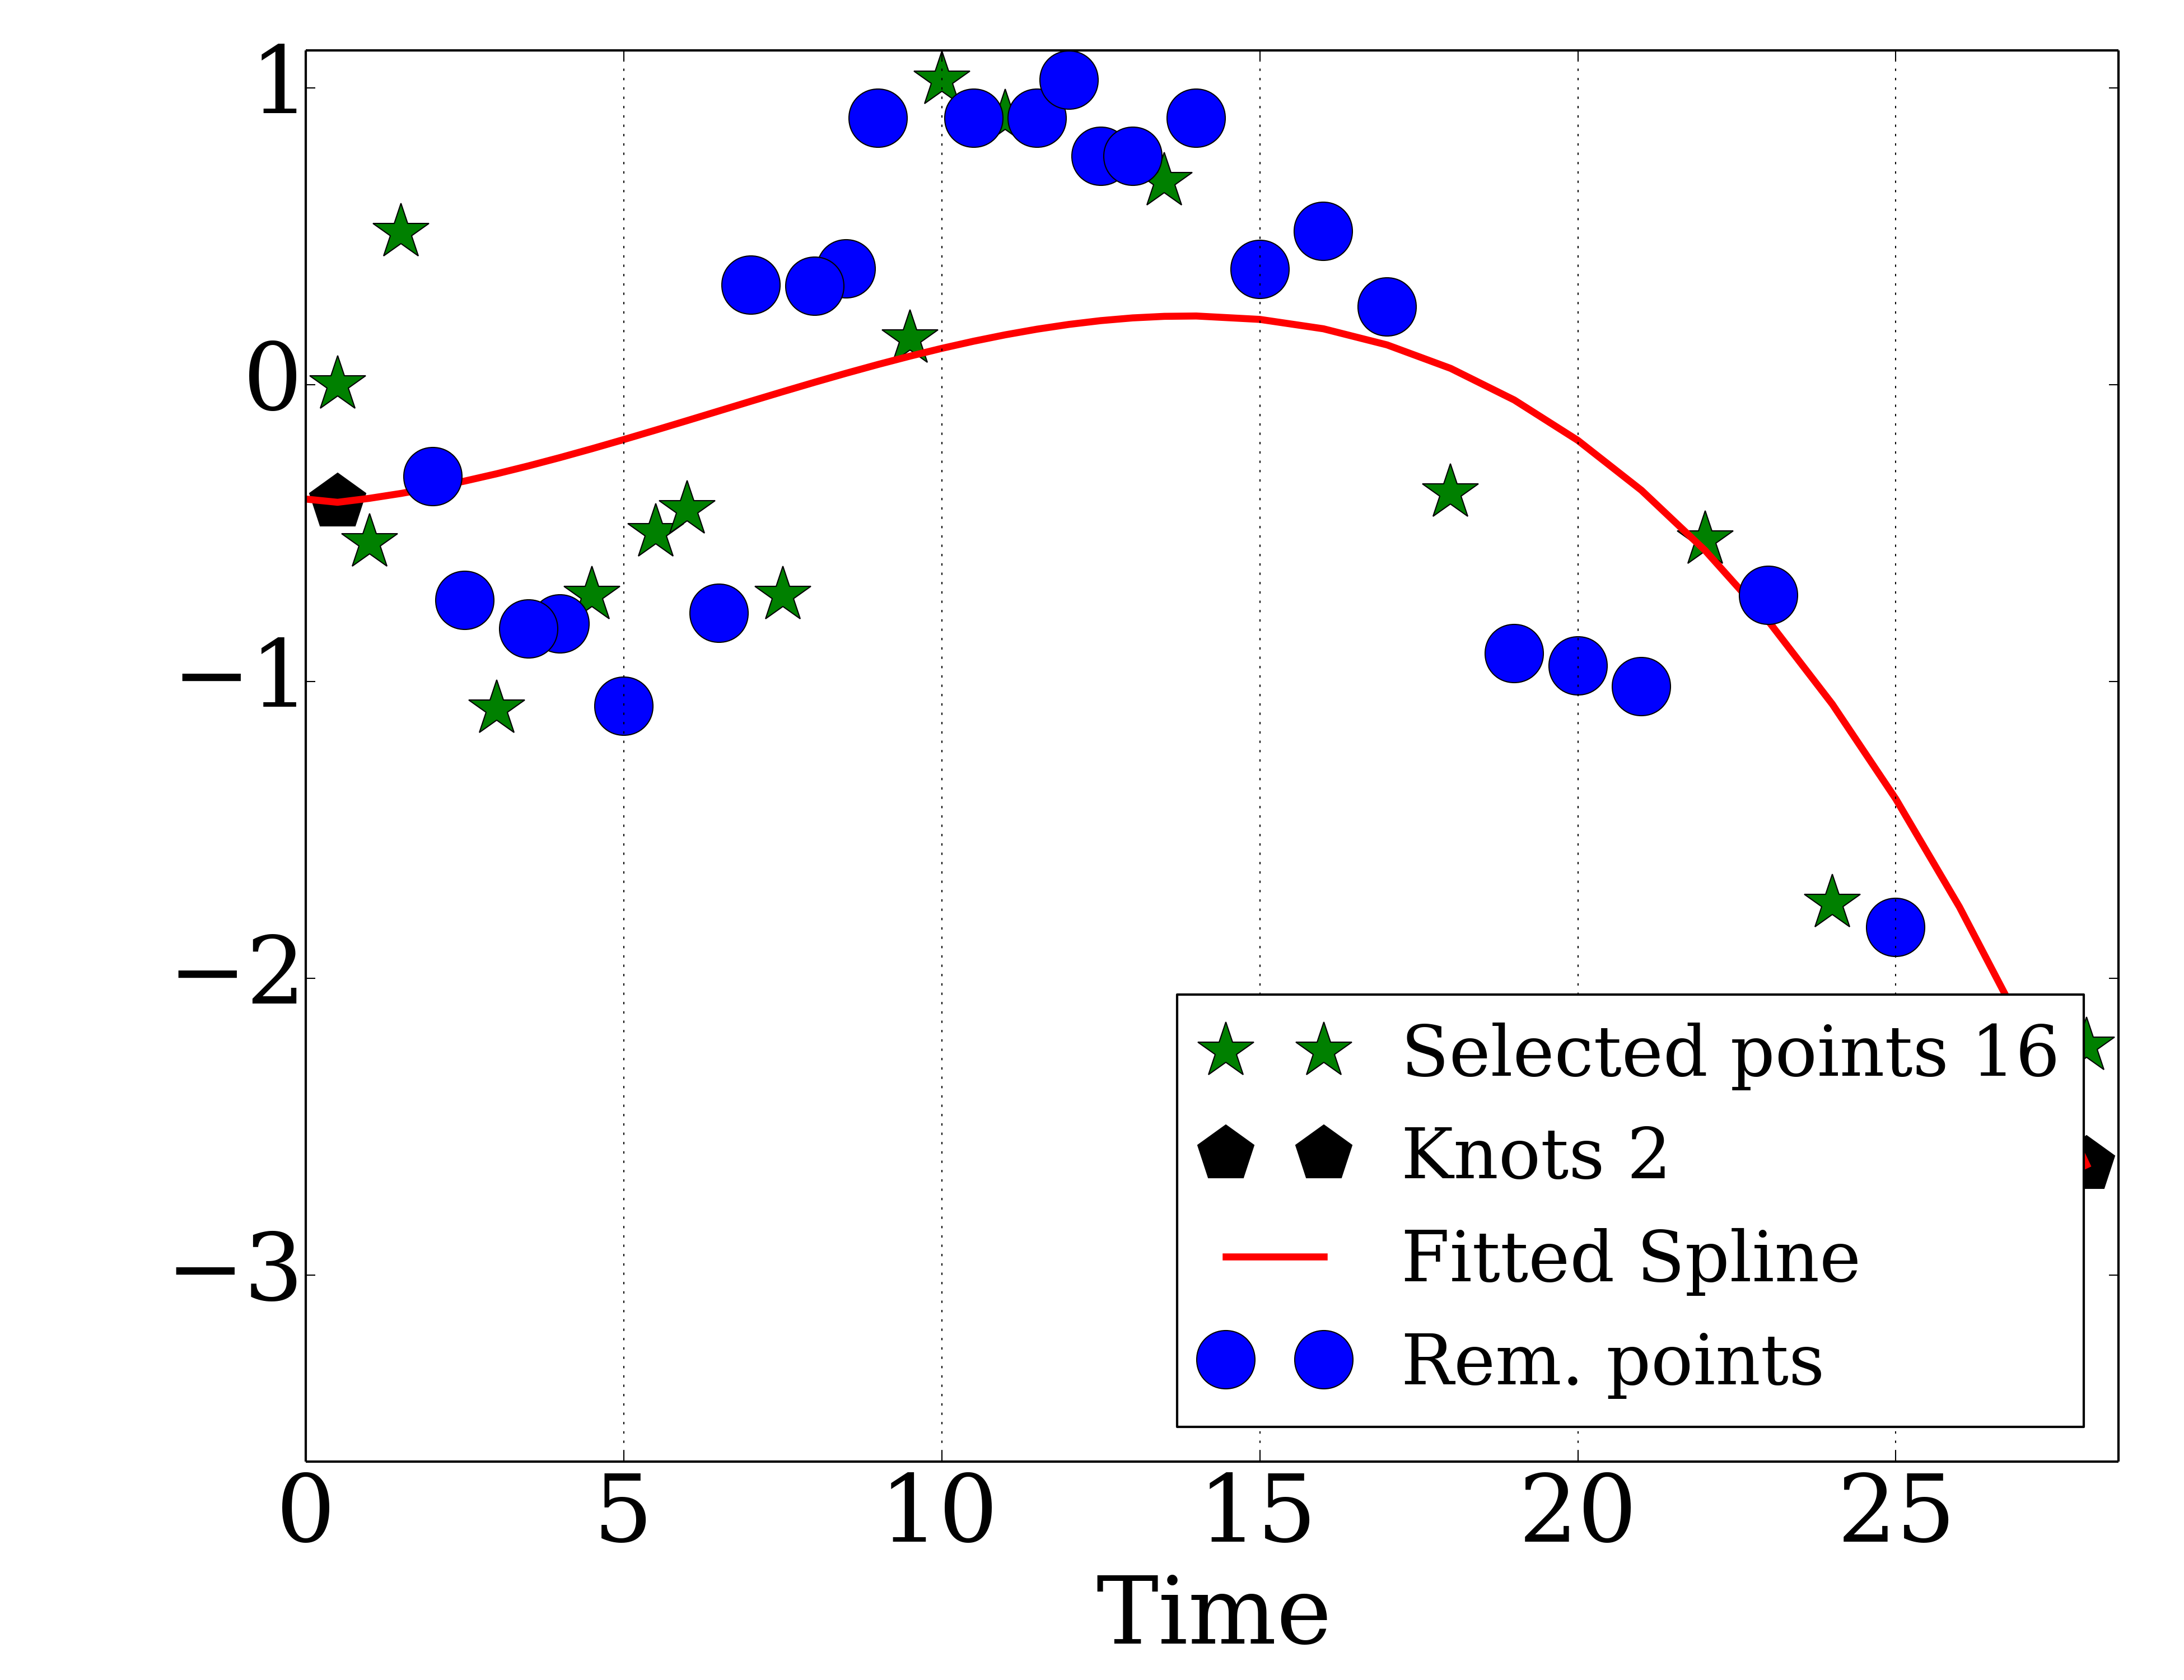 1
0
−1
−2
−3
Selected points 16
Knots 2
Fitted Spline
Rem. points
0 5 10 15 20 25
Time